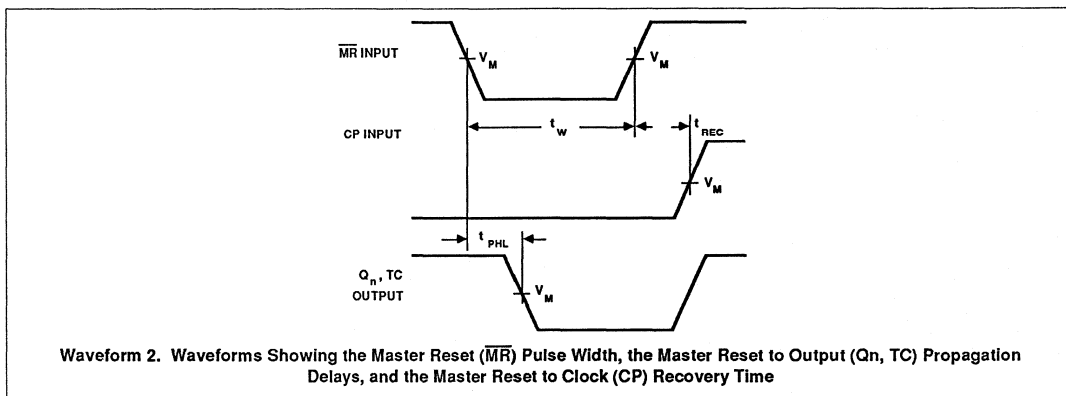 M̅R̅ INPUT
V_M
V_M
t_w
t_REC
CP INPUT
V_M
t_PHL
Q_n, TC
OUTPUT
V_M
Waveform 2. Waveforms Showing the Master Reset (M̅R̅) Pulse Width, the Master Reset to Output (Qn, TC) Propagation
Delays, and the Master Reset to Clock (CP) Recovery Time